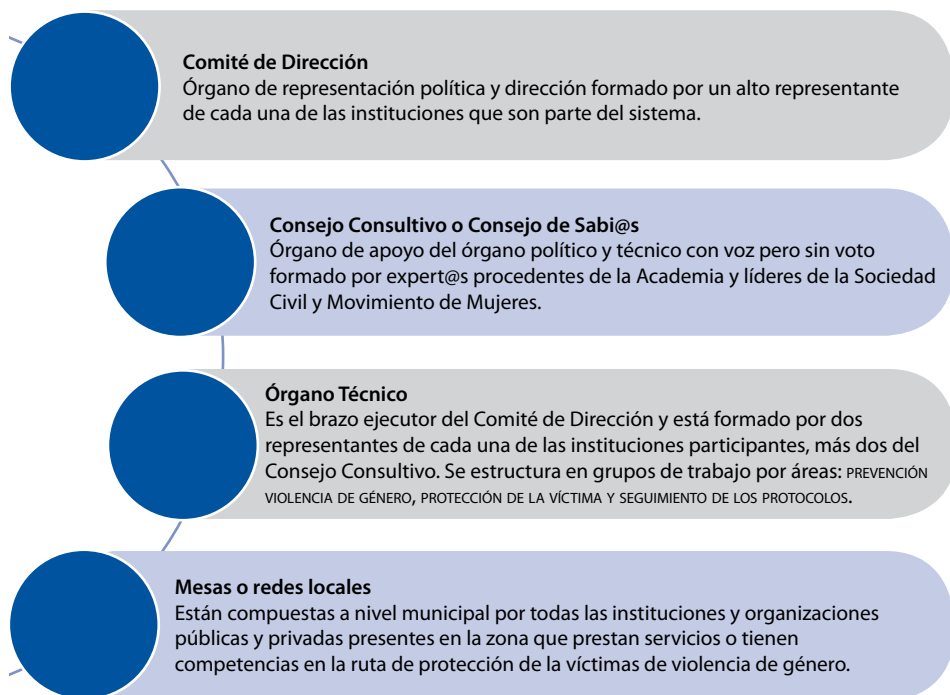 Comité de Dirección
Órgano de representación política y dirección formado por un alto representante
de cada una de las instituciones que son parte del sistema.
Consejo Consultivo o Consejo de Sabi@s
Órgano de apoyo del órgano político y técnico con voz pero sin voto
formado por expert@s procedentes de la Academia y líderes de la Sociedad
Civil y Movimiento de Mujeres.
Órgano Técnico
Es el brazo ejecutor del Comité de Dirección y está formado por dos
representantes de cada una de las instituciones participantes, más dos del
Consejo Consultivo. Se estructura en grupos de trabajo por áreas: PREVENCIÓN
VIOLENCIA DE GÉNERO, PROTECCIÓN DE LA VÍCTIMA Y SEGUIMIENTO DE LOS PROTOCOLOS.
Mesas o redes locales
Están compuestas a nivel municipal por todas las instituciones y organizaciones
públicas y privadas presentes en la zona que prestan servicios o tienen
competencias en la ruta de protección de la víctimas de violencia de género.